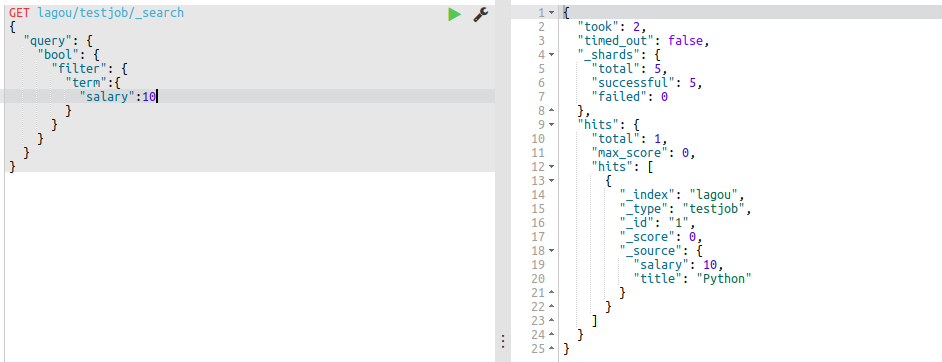 GET lagou/testjob/_search
{
  "query": {
    "bool": {
      "filter": {
        "term":{
          "salary":10
        }
      }
    }
  }
}
1 {
2   "took": 2,
3   "timed_out": false,
4   "_shards": {
5     "total": 5,
6     "successful": 5,
7     "failed": 0
8   },
9   "hits": {
10     "total": 1,
11     "max_score": 0,
12     "hits": [
13       {
14         "_index": "lagou",
15         "_type": "testjob",
16         "_id": "1",
17         "_score": 0,
18         "_source": {
19           "salary": 10,
20           "title": "Python"
21         }
22       }
23     ]
24   }
25 }